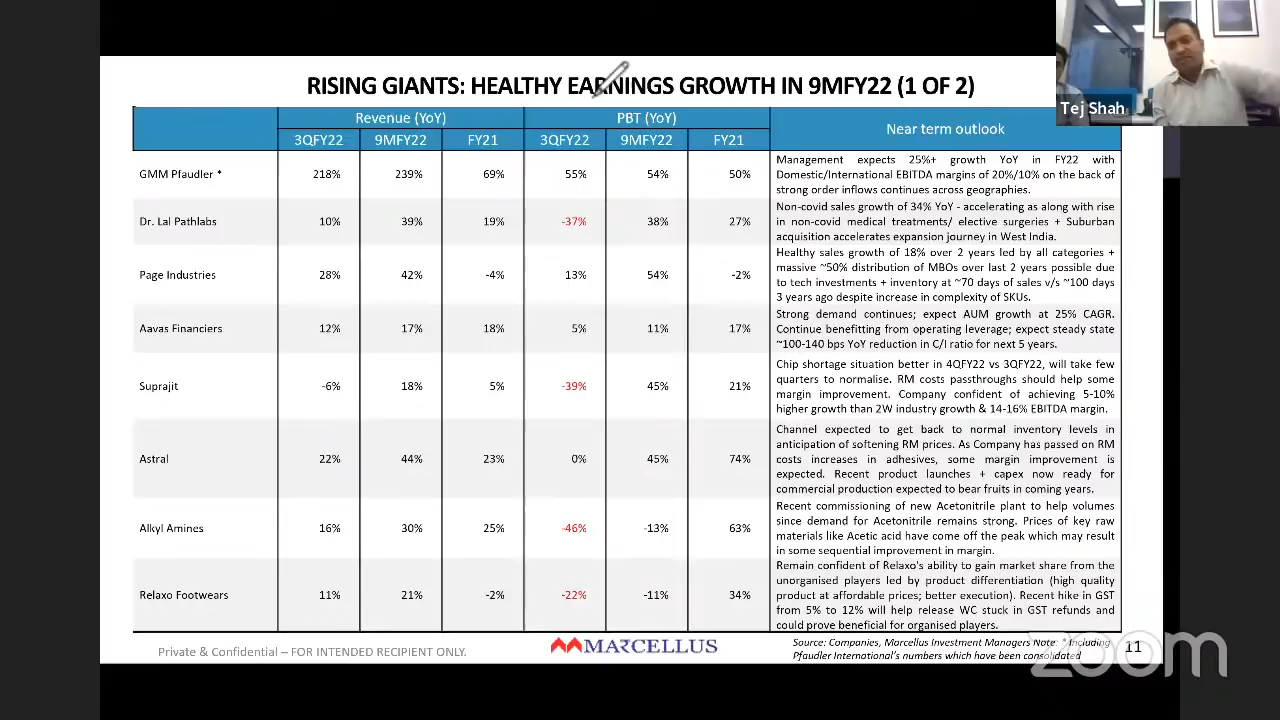 RISING GIANTS: HEALTHY EARNINGS GROWTH IN 9MFY22 (1 OF 2)
Tej Shah
Revenue (YoY) PBT (YoY) Near term outlook
3QFY22 9MFY22 FY21 3QFY22 9MFY22 FY21
GMM Pfaudler * 218% 239% 69% 55% 54% 50%
Management expects 25%+ growth YoY in FY22 with
Domestic/International EBITDA margins of 20%/10% on the back of
strong order inflows continues across geographies.
Dr. Lal Pathlabs 10% 39% 19% -37% 38% 27%
Non-covid sales growth of 34% YoY - accelerating as along with rise
in non-covid medical treatments/ elective surgeries + Suburban
acquisition accelerates expansion journey in West India.
Page Industries 28% 42% -4% 13% 54% -2%
Healthy sales growth of 18% over 2 years led by all categories +
massive ~50% distribution of MBOs over last 2 years possible due
to tech investments + inventory at ~70 days of sales v/s ~100 days
3 years ago despite increase in complexity of SKUs.
Aavas Financiers 12% 17% 18% 5% 11% 17%
Strong demand continues; expect AUM growth at 25% CAGR.
Continue benefitting from operating leverage; expect steady state
~100-140 bps YoY reduction in C/I ratio for next 5 years.
Suprajit -6% 18% 5% -39% 45% 21%
Chip shortage situation better in 4QFY22 vs 3QFY22, will take few
quarters to normalise. RM costs passthroughs should help some
margin improvement. Company confident of achieving 5-10%
higher growth than 2W industry growth & 14-16% EBITDA margin.
Astral 22% 44% 23% 0% 45% 74%
Channel expected to get back to normal inventory levels in
anticipation of softening RM prices. As Company has passed on RM
costs increases in adhesives, some margin improvement is
expected. Recent product launches + capex now ready for
commercial production expected to bear fruits in coming years.
Alkyl Amines 16% 30% 25% -46% -13% 63%
Recent commissioning of new Acetonitrile plant to help volumes
since demand for Acetonitrile remains strong. Prices of key raw
materials like Acetic acid have come off the peak which may result
in some sequential improvement in margin.
Relaxo Footwears 11% 21% -2% -22% -11% 34%
Remain confident of Relaxo's ability to gain market share from the
unorganised players led by product differentiation (high quality
product at affordable prices; better execution). Recent hike in GST
from 5% to 12% will help release WC stuck in GST refunds and
could prove beneficial for organised players.
Private & Confidential – FOR INTENDED RECIPIENT ONLY.
MARCELLUS
Source: Companies, Marcellus Investment Managers Note: * Including
Pfaudler International's numbers which have been consolidated
11
zoom